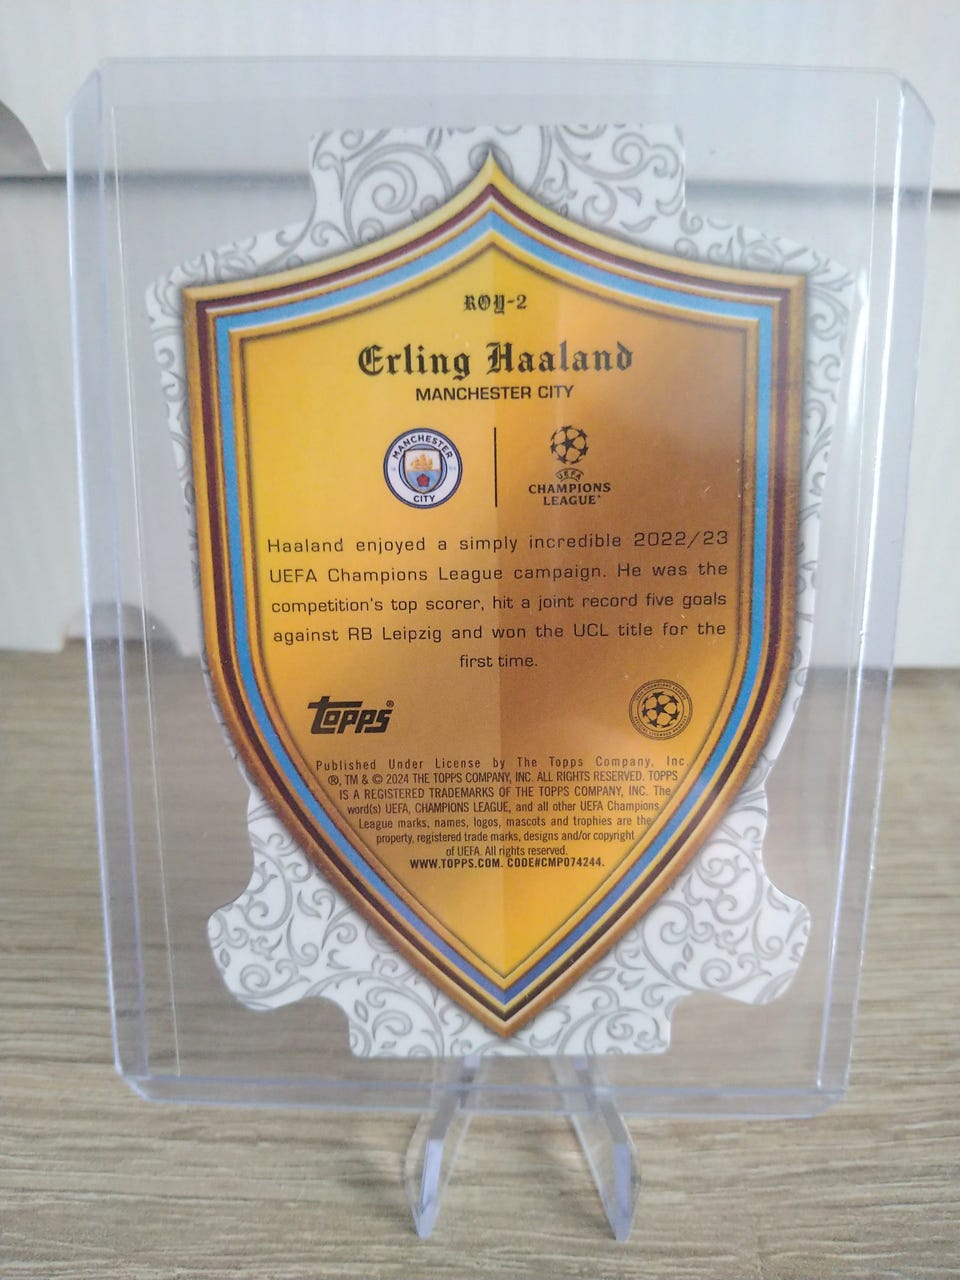 ROY-2
Erling Haaland
MANCHESTER CITY
MANCHESTER
CITY
UEFA
CHAMPIONS
LEAGUE
Haaland enjoyed a simply incredible 2022/23
UEFA Champions League campaign. He was the
competition's top scorer, hit a joint record five goals
against RB Leipzig and won the UCL title for the
first time.
TOPPS®
Published Under License by The Topps Company, Inc.
®, TM & © 2024 THE TOPPS COMPANY, INC. ALL RIGHTS RESERVED. TOPPS
IS A REGISTERED TRADEMARKS OF THE TOPPS COMPANY, INC. The
word(s) UEFA, CHAMPIONS LEAGUE, and all other UEFA Champions
League marks, names, logos, mascots and trophies are the
property, registered trade marks, designs and/or copyright
of UEFA. All rights reserved.
WWW.TOPPS.COM. CODE#CMP074244.